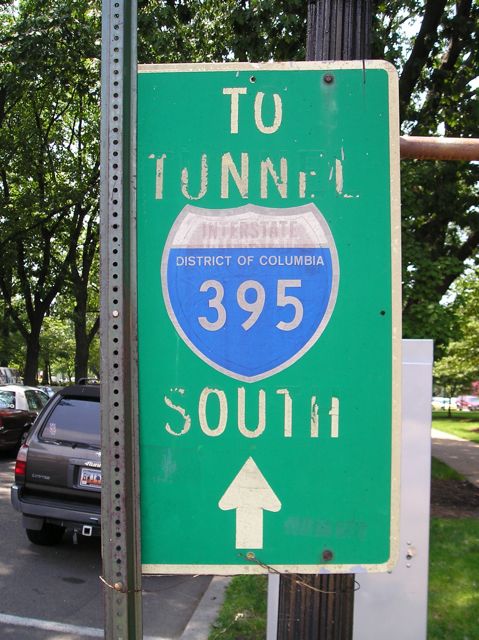 TO
TUNNEL
INTERSTATE
DISTRICT OF COLUMBIA
395
SOUTH